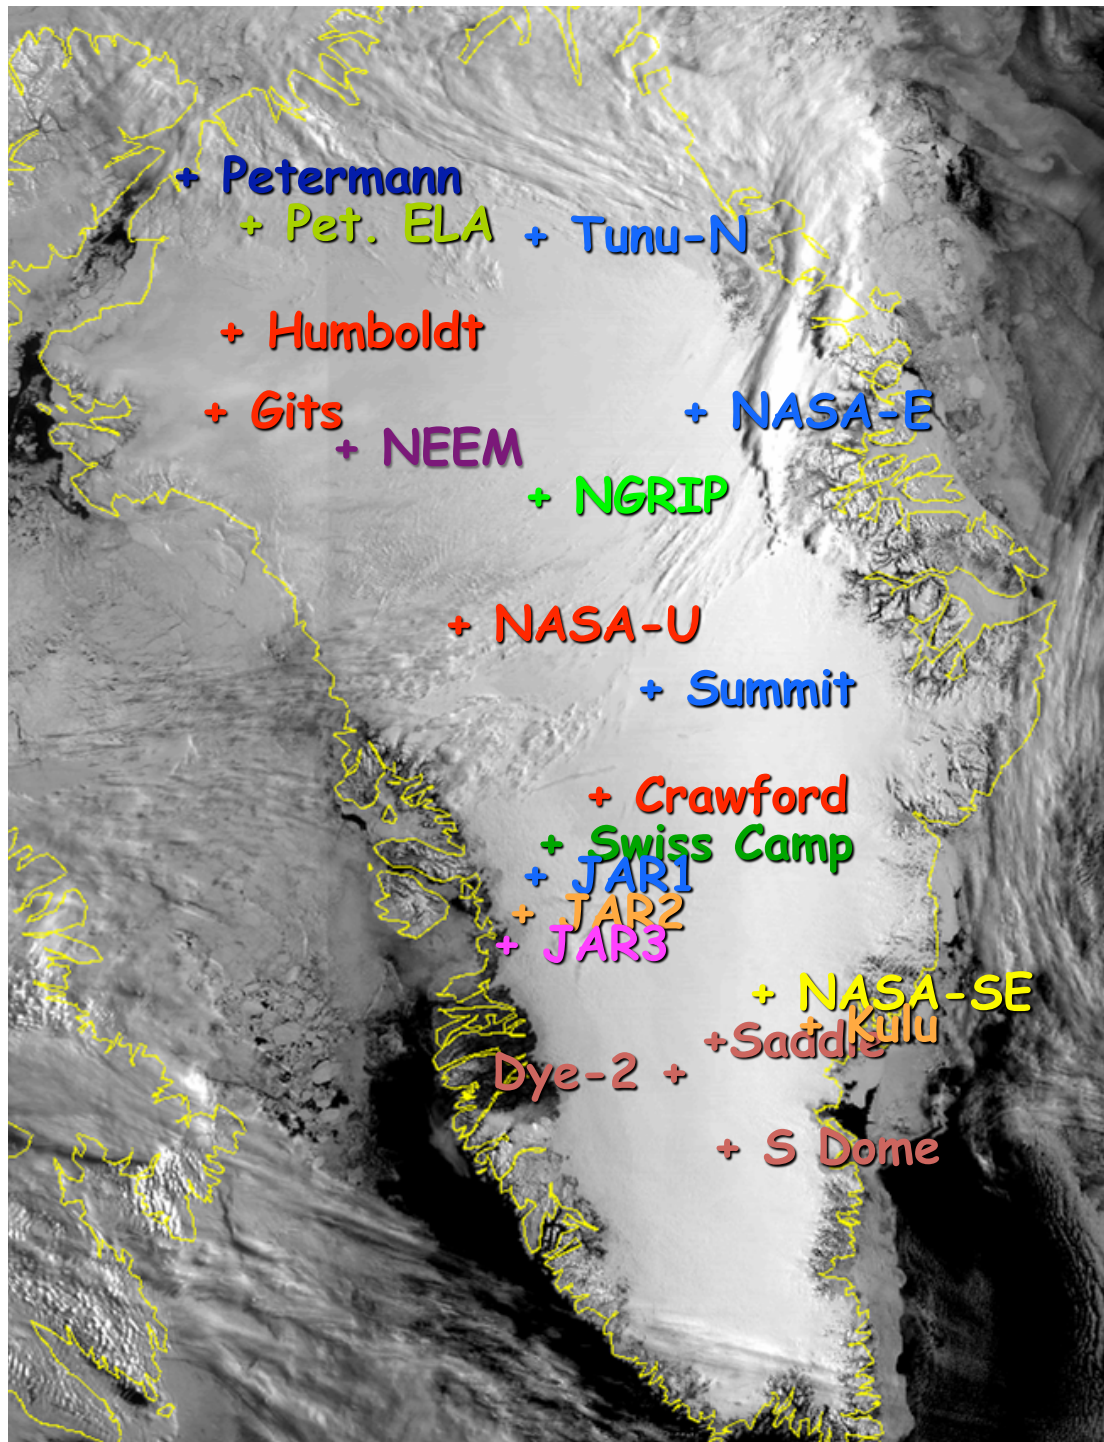 + Petermann
+ Pet. ELA
+ Tunu-N
+ Humboldt
+ Gits
+ NASA-E
+ NEEM
+ NGRIP
+ NASA-U
+ Summit
+ Crawford
+ Swiss Camp
+ JAR1
+ JAR2
+ JAR3
+ NASA-SE
+ Kulu
+Saddle
Dye-2 +
+ S Dome